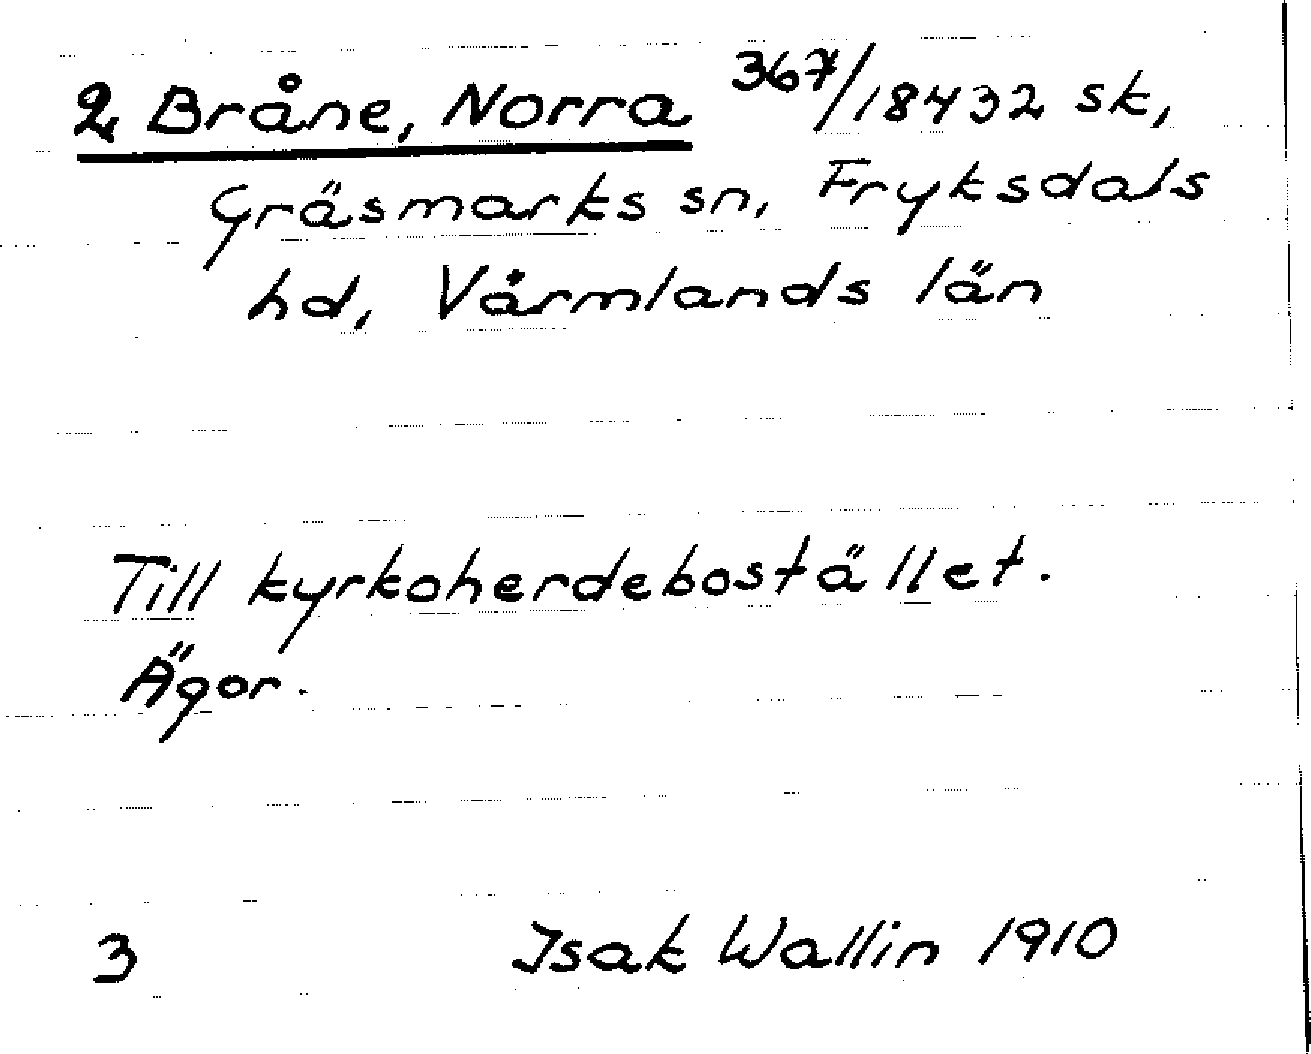 2, Bråne, Norra 367/18432 sk,
Gräsmarks sn, Fryksdals
hd, Värmlands län
Till kyrkoherdebostället.
Ägor.
3 Isak Wallin 1910